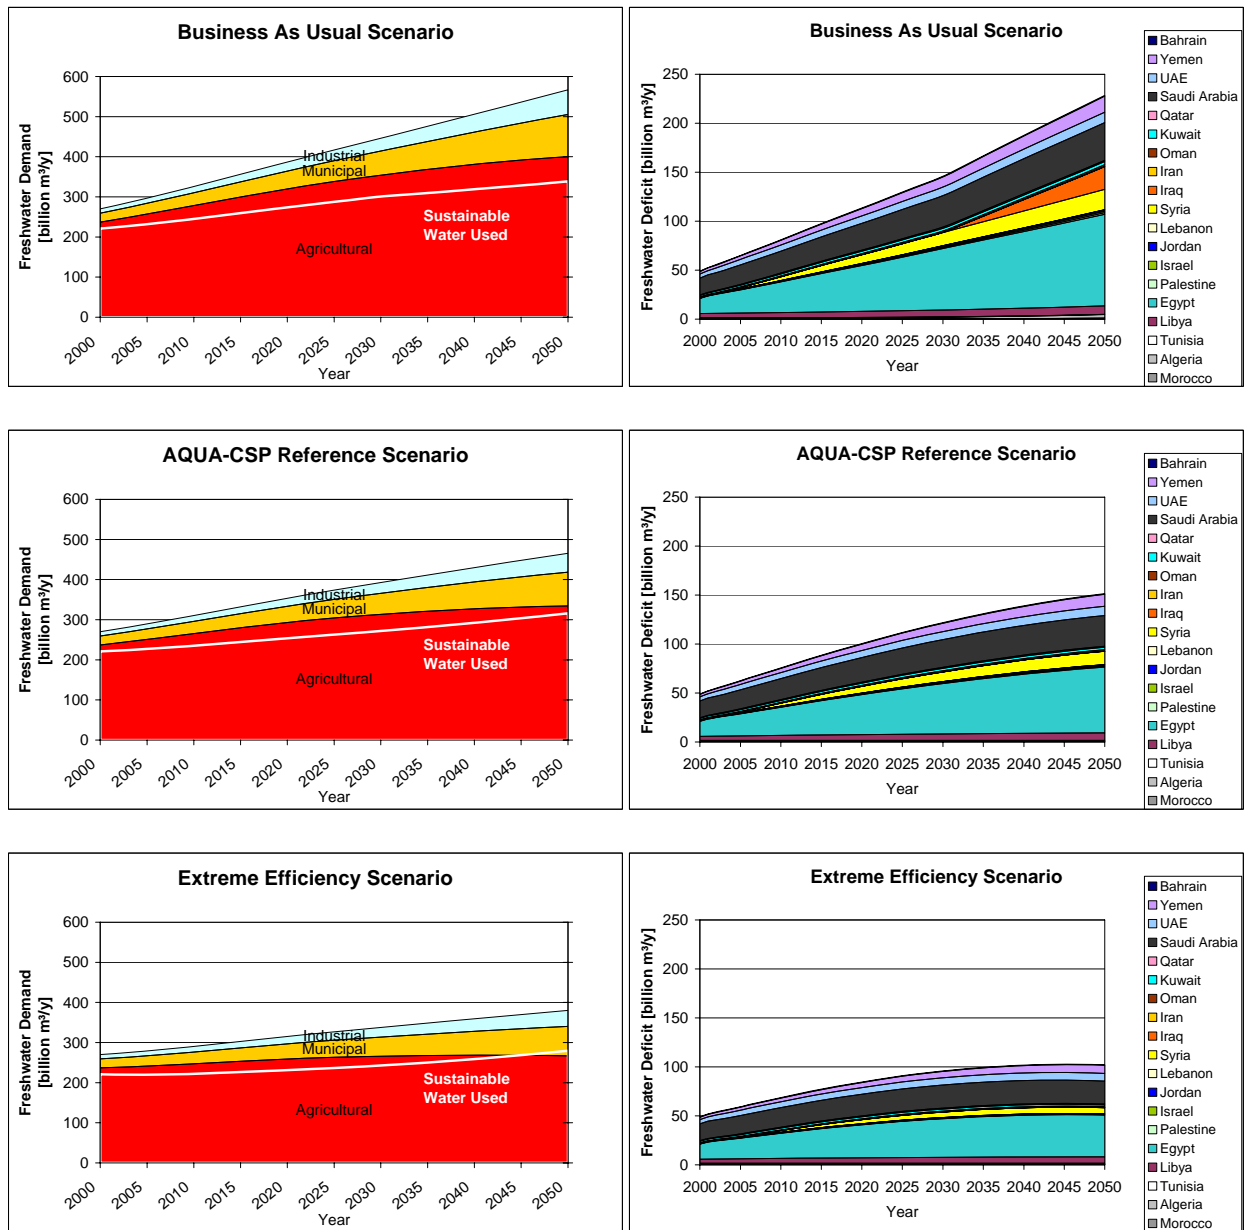 Business As Usual Scenario
Freshwater Demand
[billion m³/y]
600
500
400
300
200
100
0
Industrial
Municipal
Sustainable
Water Used
Agricultural
2000
2005
2010
2015
2020
2025
2030
2035
2040
2045
2050
Year
Business As Usual Scenario
Freshwater Deficit [billion m³/y]
250
200
150
100
50
0
2000 2005 2010 2015 2020 2025 2030 2035 2040 2045 2050
Year
Bahrain
Yemen
UAE
Saudi Arabia
Qatar
Kuwait
Oman
Iran
Iraq
Syria
Lebanon
Jordan
Israel
Palestine
Egypt
Libya
Tunisia
Algeria
Morocco
AQUA-CSP Reference Scenario
Freshwater Demand
[billion m³/y]
600
500
400
300
200
100
0
Industrial
Municipal
Sustainable
Water Used
Agricultural
2000
2005
2010
2015
2020
2025
2030
2035
2040
2045
2050
Year
AQUA-CSP Reference Scenario
Freshwater Deficit [billion m³/y]
250
200
150
100
50
0
2000 2005 2010 2015 2020 2025 2030 2035 2040 2045 2050
Year
Bahrain
Yemen
UAE
Saudi Arabia
Qatar
Kuwait
Oman
Iran
Iraq
Syria
Lebanon
Jordan
Israel
Palestine
Egypt
Libya
Tunisia
Algeria
Morocco
Extreme Efficiency Scenario
Freshwater Demand
[billion m³/y]
600
500
400
300
200
100
0
Industrial
Municipal
Sustainable
Water Used
Agricultural
2000
2005
2010
2015
2020
2025
2030
2035
2040
2045
2050
Year
Extreme Efficiency Scenario
Freshwater Deficit [billion m³/y]
250
200
150
100
50
0
2000 2005 2010 2015 2020 2025 2030 2035 2040 2045 2050
Year
Bahrain
Yemen
UAE
Saudi Arabia
Qatar
Kuwait
Oman
Iran
Iraq
Syria
Lebanon
Jordan
Israel
Palestine
Egypt
Libya
Tunisia
Algeria
Morocco